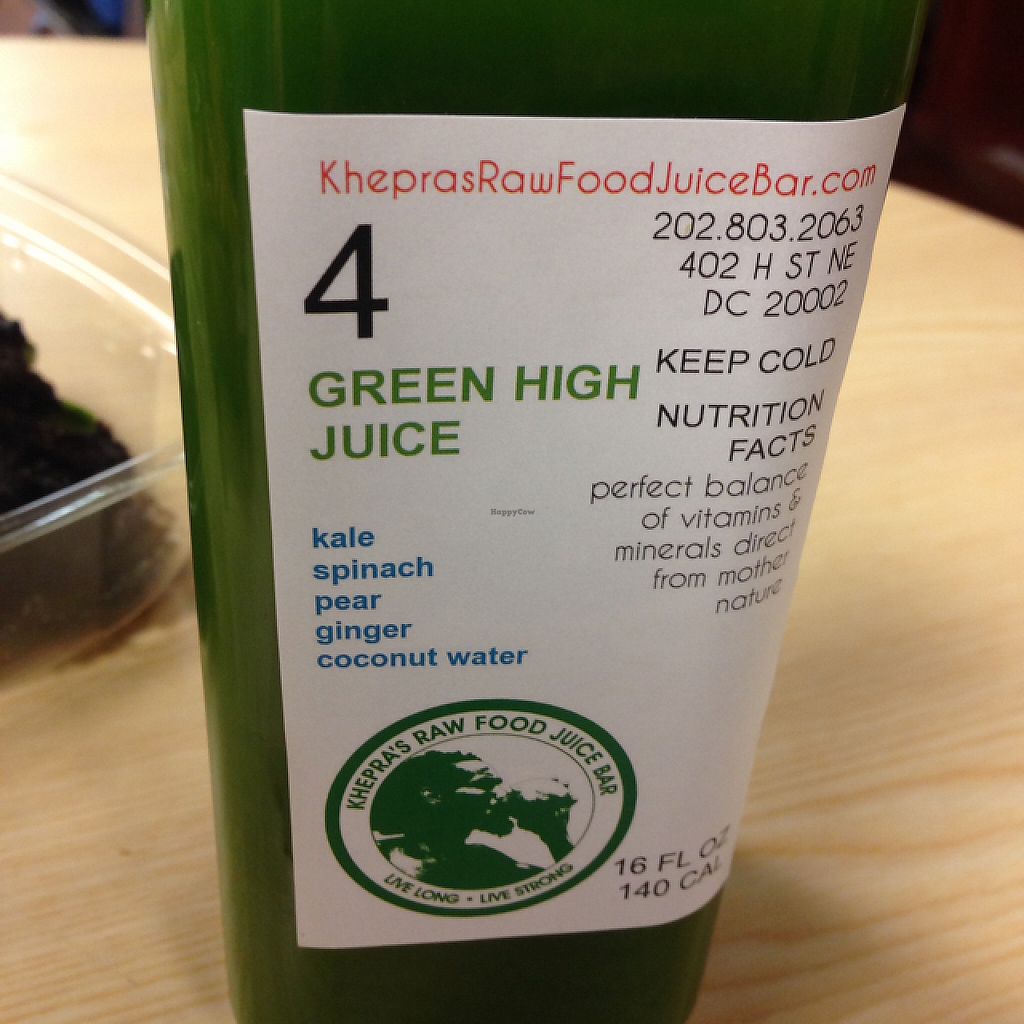 KheprasRawFoodJuiceBar.com
202.803.2063
402 H ST NE
DC 20002
4
KEEP COLD
GREEN HIGH
JUICE
NUTRITION
FACTS
perfect balance
of vitamins &
minerals direct
from mother
nature
HappyCow
kale
spinach
pear
ginger
coconut water
KHEPRA'S RAW FOOD JUICE BAR
LIVE LONG • LIVE STRONG
16 FL OZ
140 CAL